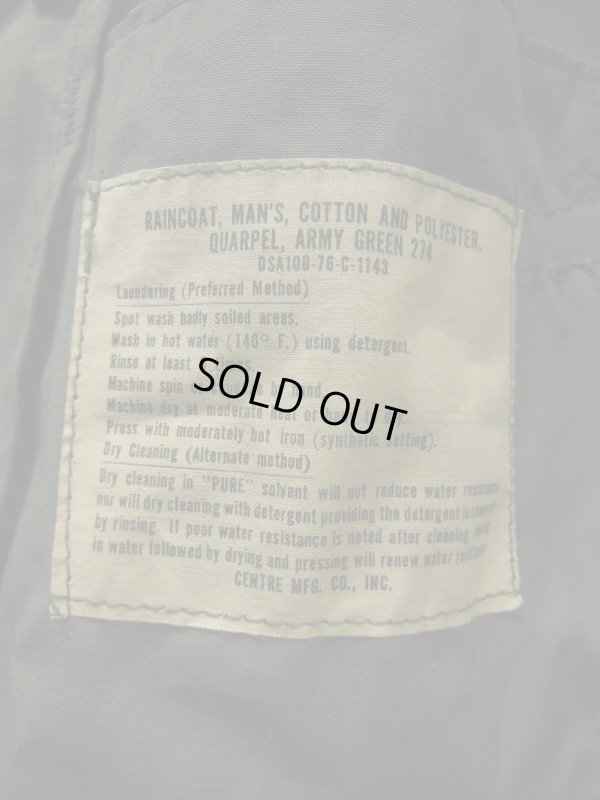 RAINCOAT, MAN'S, COTTON AND POLYESTER,
QUARPEL, ARMY GREEN 274
DSA100-76-C-1143
Laundering (Preferred Method)
Spot wash badly soiled areas.
Wash in hot water (140° F.) using detergent.
Rinse at least
Machine spin or
Machine dry at moderate heat or
Press with moderately hot iron (synthetic setting).
Dry Cleaning (Alternate method)
Dry cleaning in "PURE" solvent will not reduce water resistance
nor will dry cleaning with detergent providing the detergent is
by rinsing. If poor water resistance is noted after cleaning,
in water followed by drying and pressing will renew water
CENTRE MFG. CO., INC.
SOLD OUT